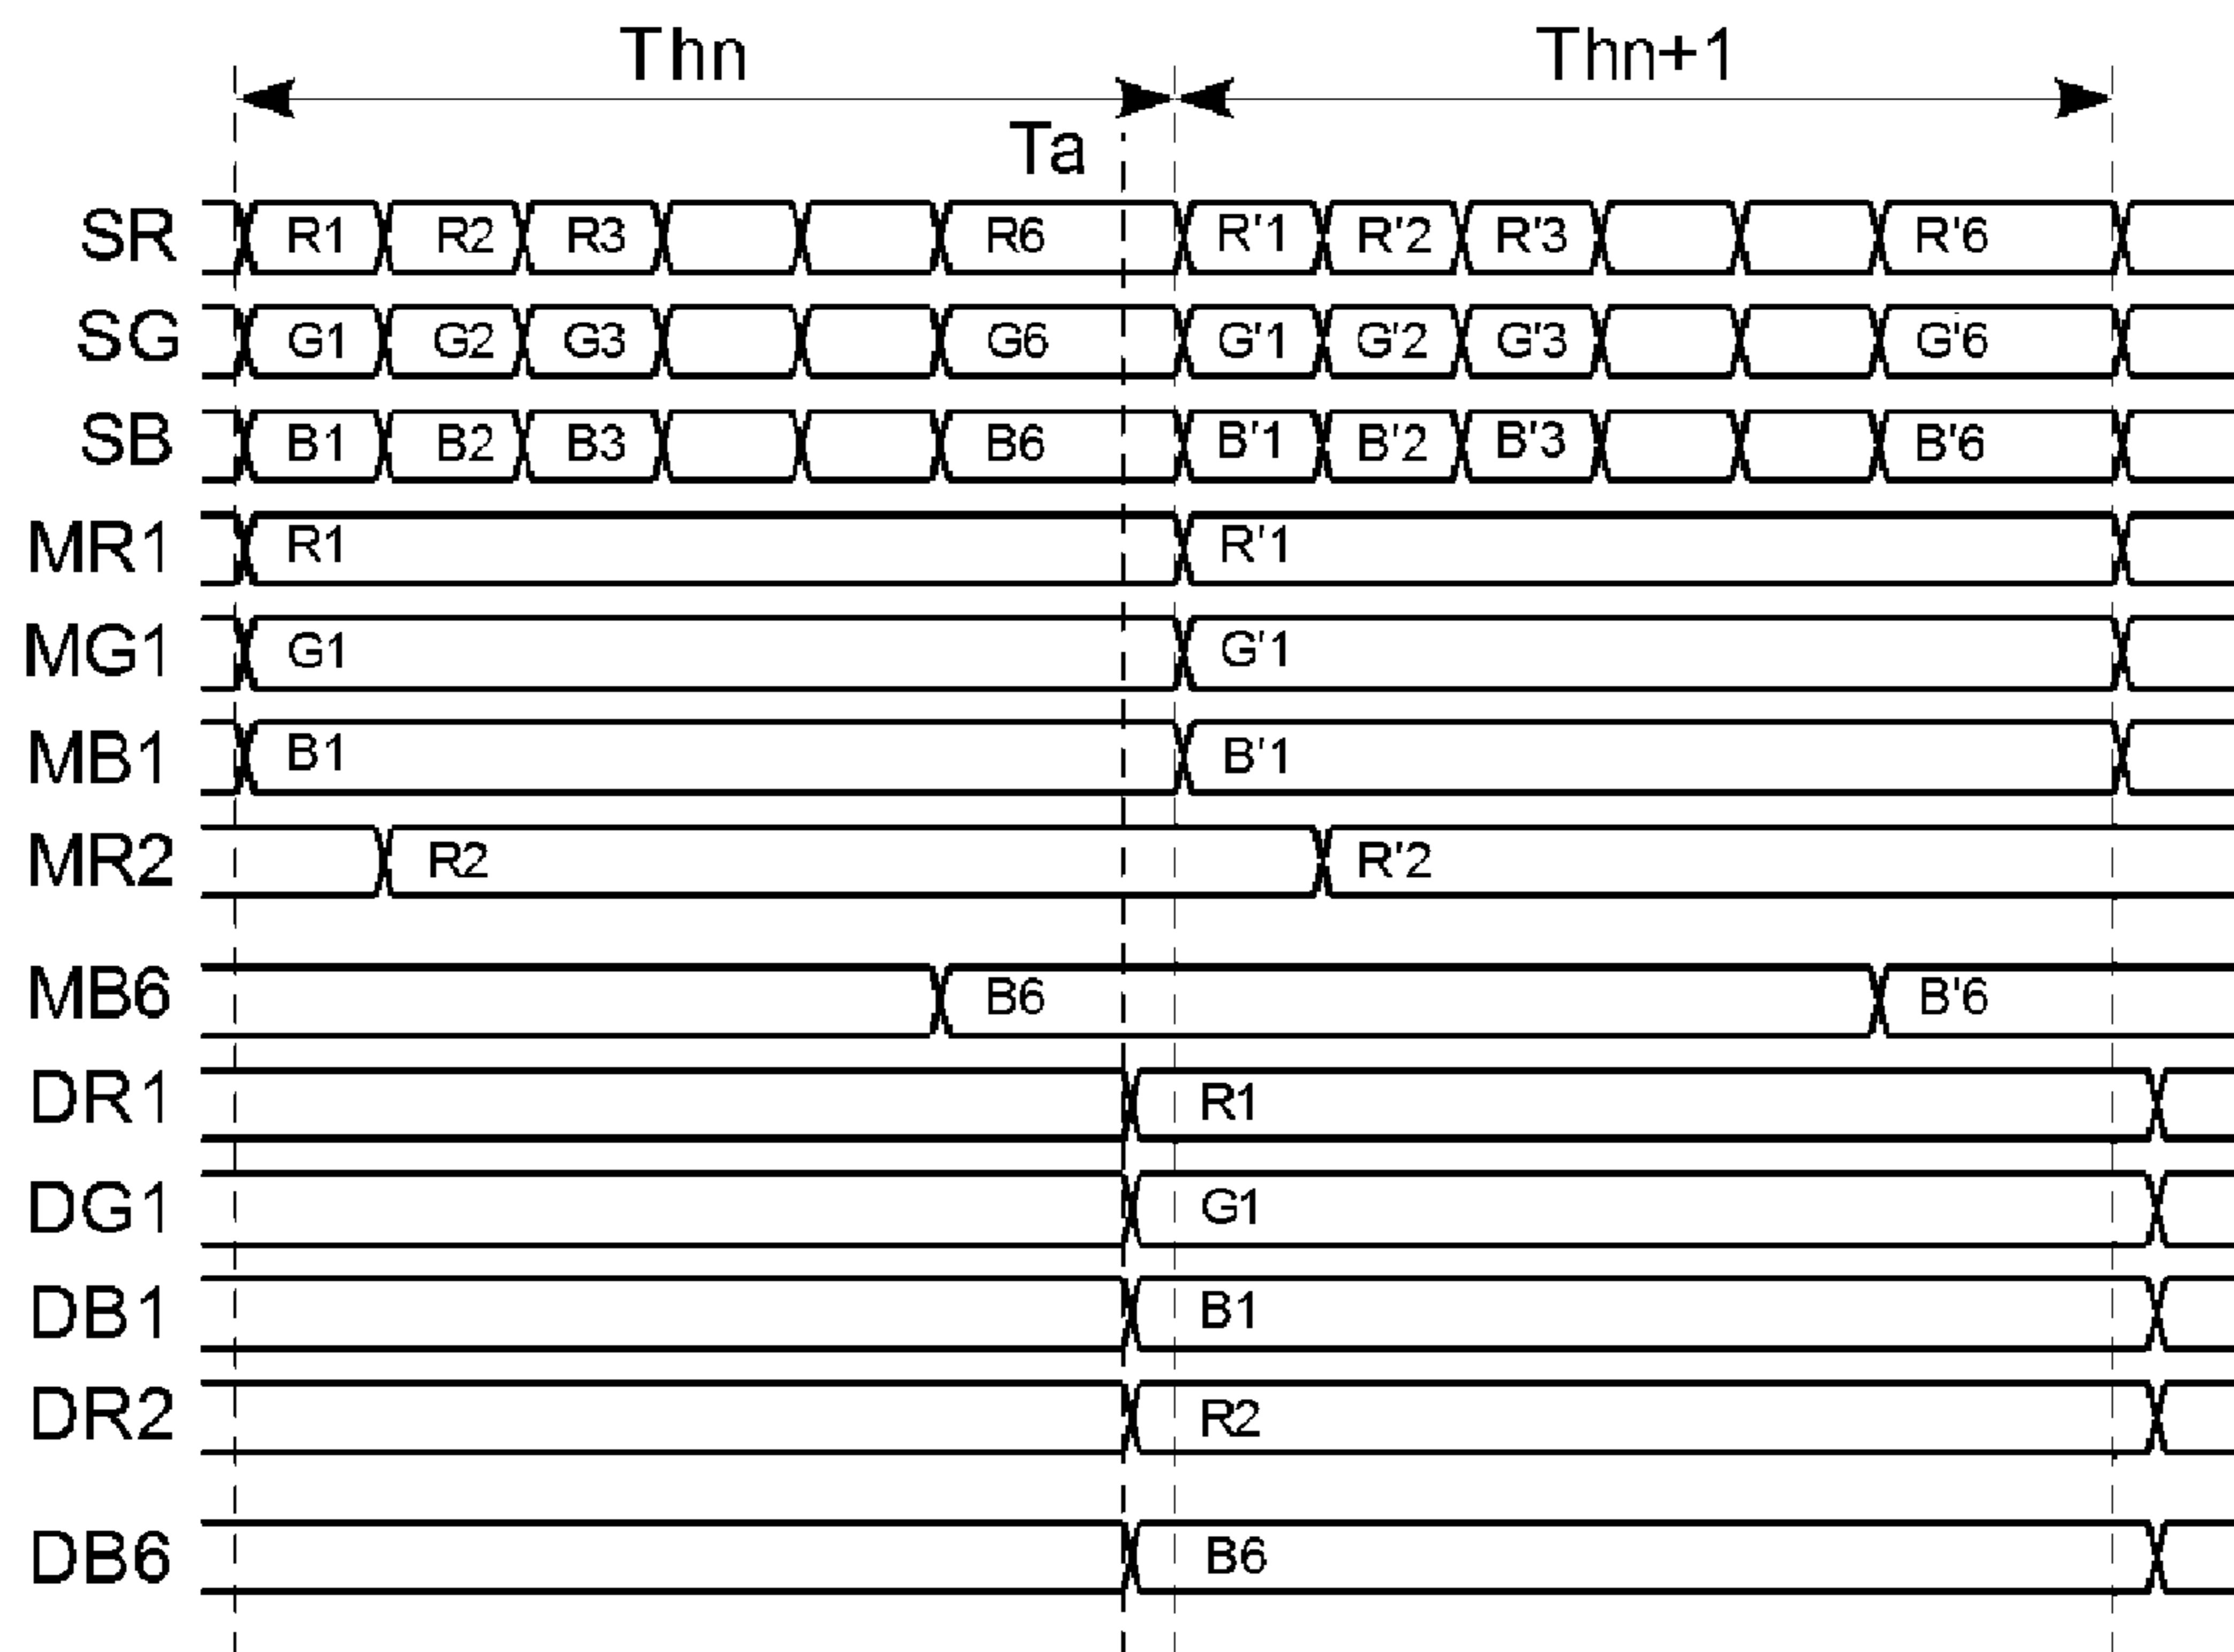 Thn Thn+1
Ta
SR R1 R2 R3 R6 R'1 R'2 R'3 R'6
SG G1 G2 G3 G6 G'1 G'2 G'3 G'6
SB B1 B2 B3 B6 B'1 B'2 B'3 B'6
MR1 R1 R'1
MG1 G1 G'1
MB1 B1 B'1
MR2 R2 R'2
MB6 B6 B'6
DR1 R1
DG1 G1
DB1 B1
DR2 R2
DB6 B6